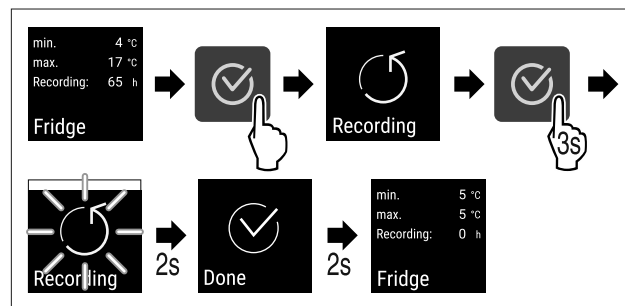 min. 4 °C
max. 17 °C
Recording: 65 h
Fridge
Recording
3s
Recording
2s
Done
2s
min. 5 °C
max. 5 °C
Recording: 0 h
Fridge